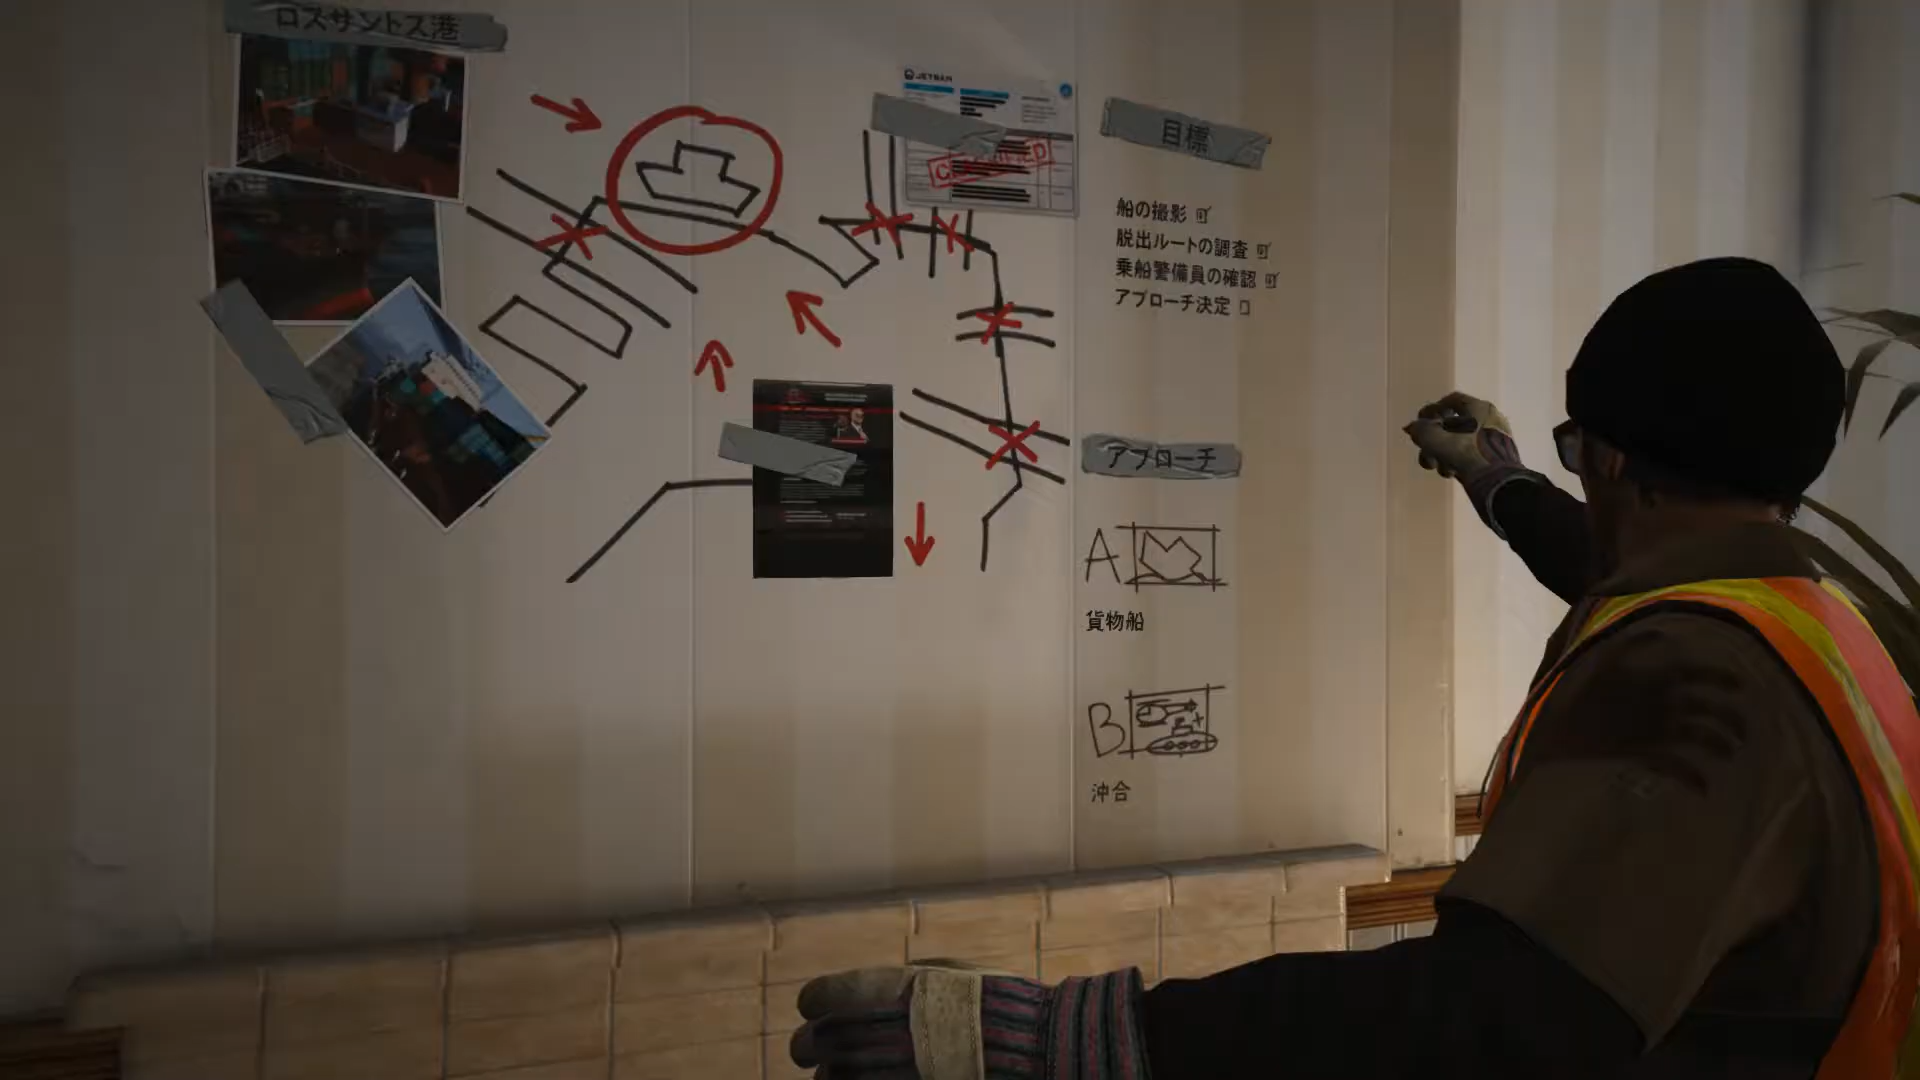 ロスサントス港
JETSAM
目標
船の撮影
脱出ルートの調査
乗船警備員の確認
アプローチ決定
アプローチ
A
貨物船
B
沖合